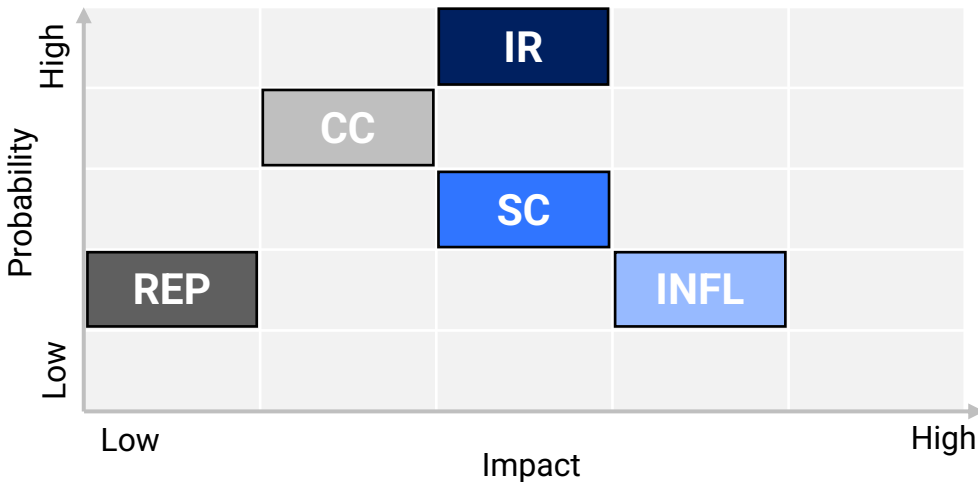 High
IR
CC
Probability
SC
REP
INFL
Low
Low
High
Impact